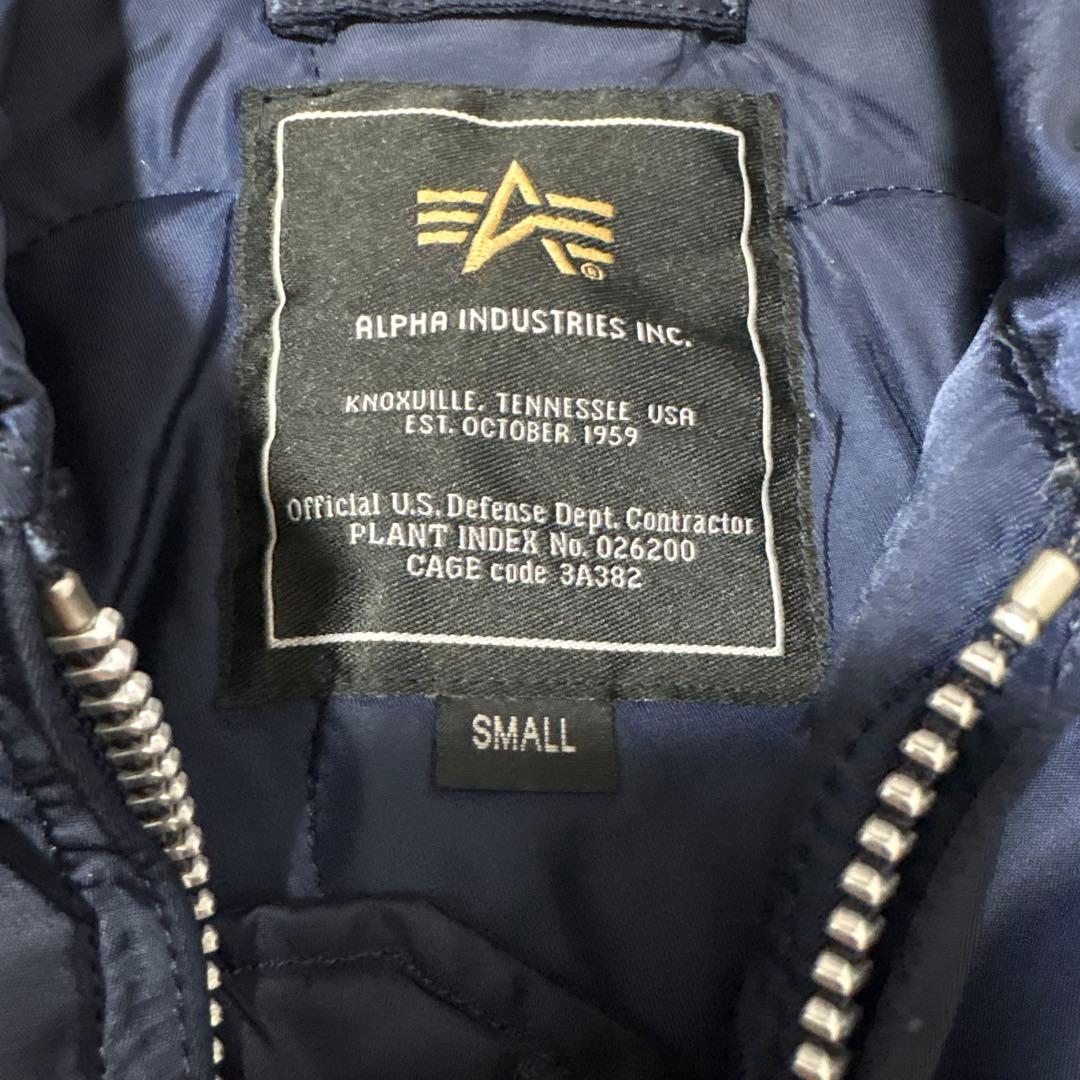 ®
ALPHA INDUSTRIES INC.
KNOXVILLE, TENNESSEE USA
EST. OCTOBER 1959
Official U.S. Defense Dept. Contractor
PLANT INDEX No. 026200
CAGE code 3A382
SMALL